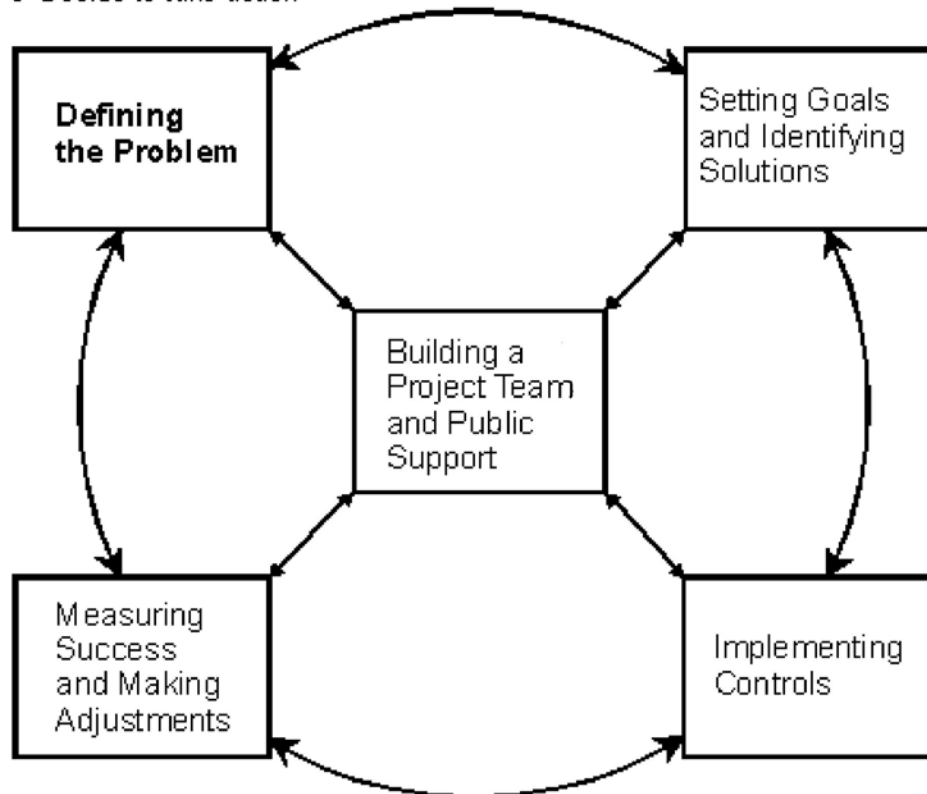 Defining
the Problem
Setting Goals
and Identifying
Solutions
Building a
Project Team
and Public
Support
Measuring
Success
and Making
Adjustments
Implementing
Controls